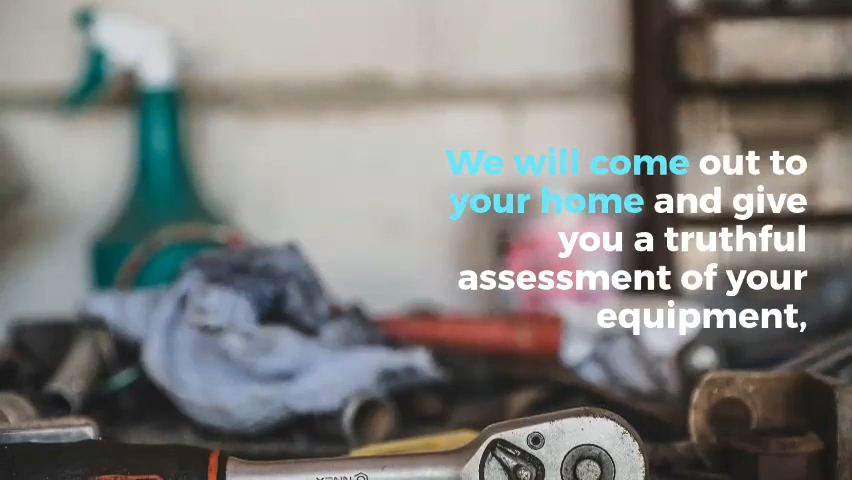 We will come out to
your home and give
you a truthful
assessment of your
equipment,